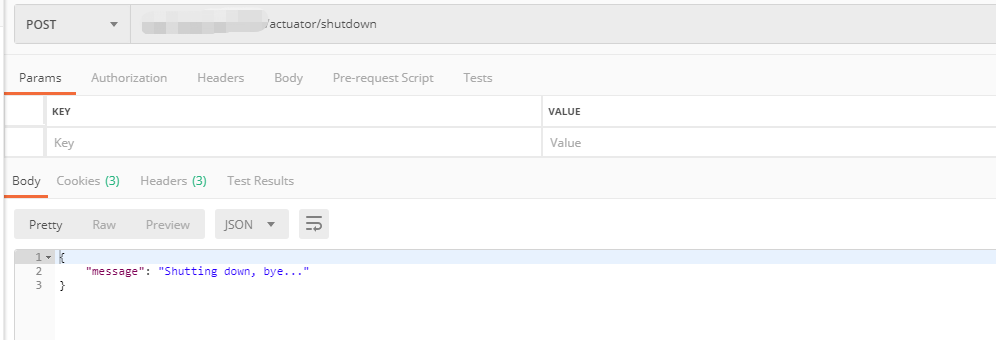 POST /actuator/shutdown
Params Authorization Headers Body Pre-request Script Tests
KEY VALUE
Key Value
Body Cookies (3) Headers (3) Test Results
Pretty Raw Preview JSON
1 {
2 "message": "Shutting down, bye..."
3 }